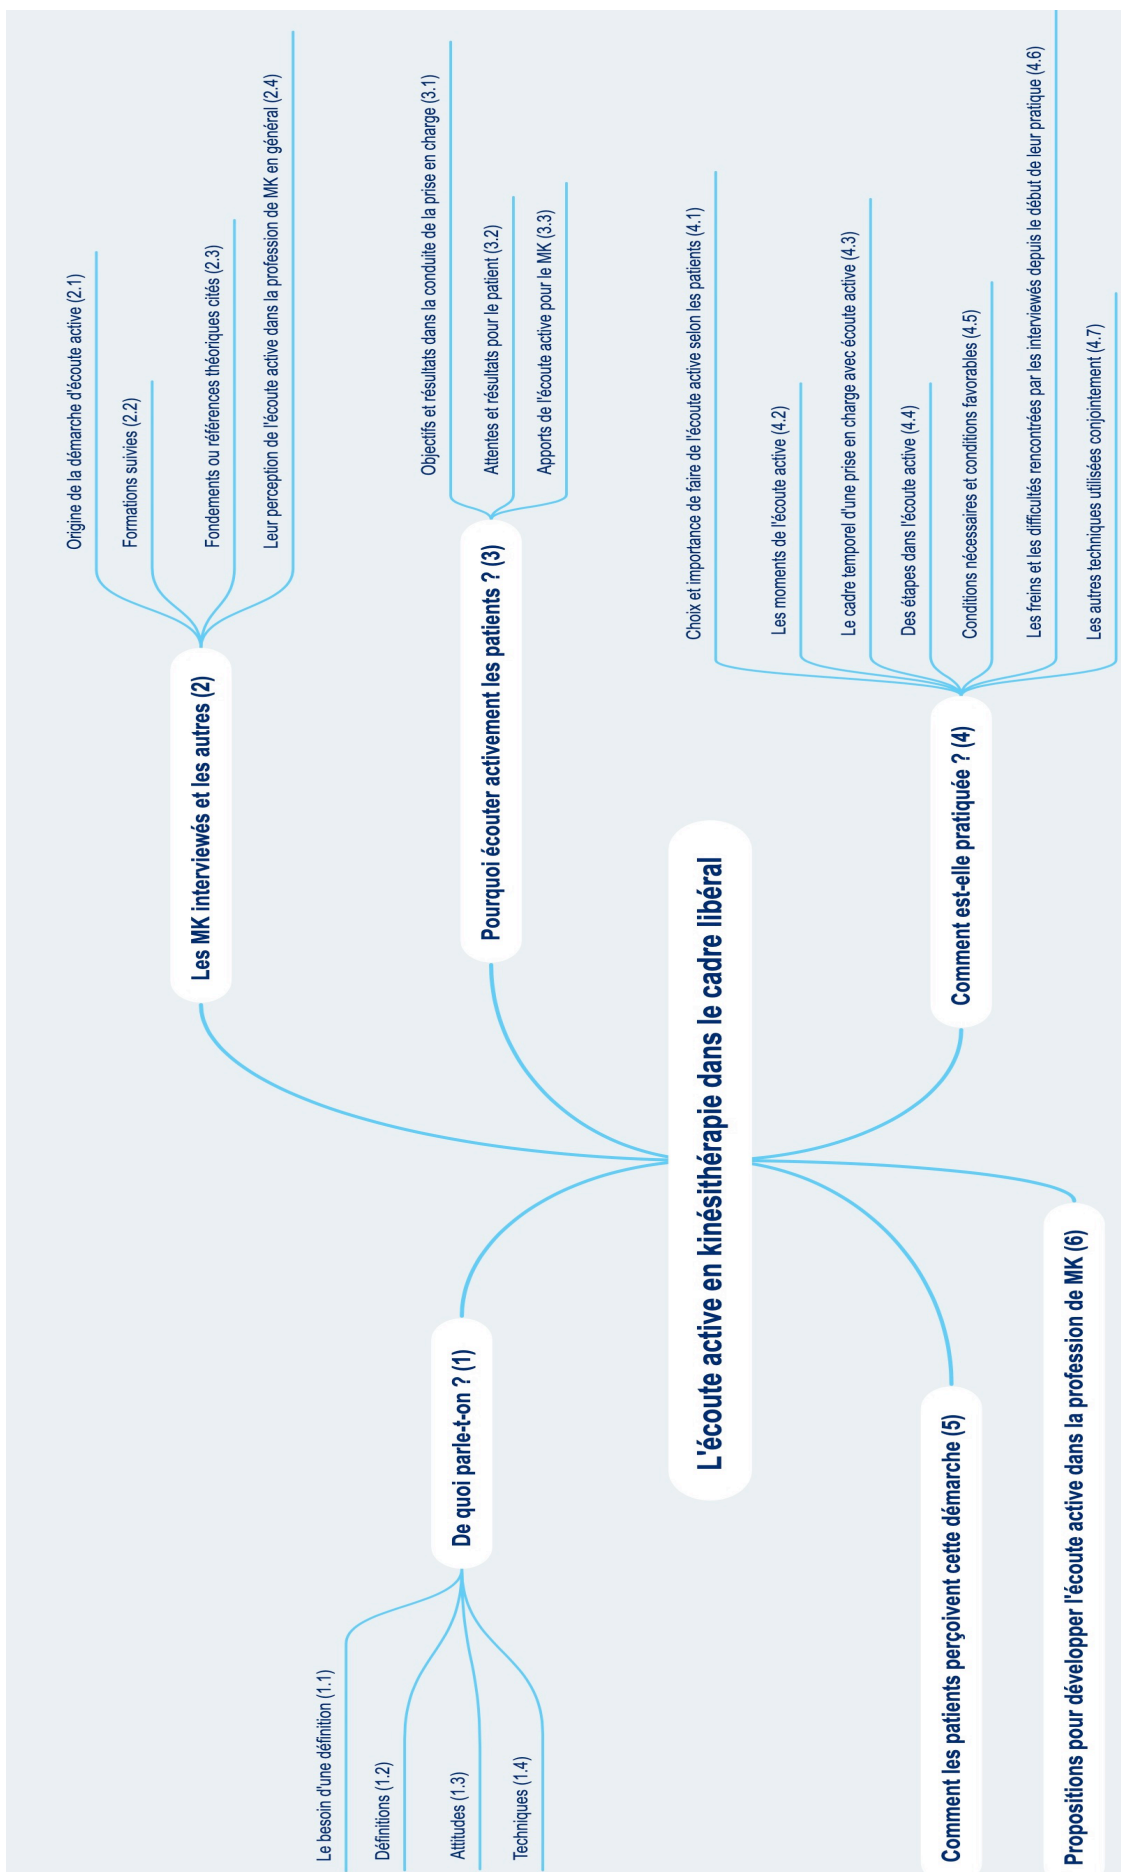 L'écoute active en kinésithérapie dans le cadre libéral
De quoi parle-t-on ? (1)
Le besoin d'une définition (1.1)
Définitions (1.2)
Attitudes (1.3)
Techniques (1.4)
Les MK interviewés et les autres (2)
Origine de la démarche d'écoute active (2.1)
Formations suivies (2.2)
Fondements ou références théoriques cités (2.3)
Leur perception de l'écoute active dans la profession de MK en général (2.4)
Pourquoi écouter activement les patients ? (3)
Objectifs et résultats dans la conduite de la prise en charge (3.1)
Attentes et résultats pour le patient (3.2)
Apports de l'écoute active pour le MK (3.3)
Comment est-elle pratiquée ? (4)
Choix et importance de faire de l'écoute active selon les patients (4.1)
Les moments de l'écoute active (4.2)
Le cadre temporel d'une prise en charge avec écoute active (4.3)
Des étapes dans l'écoute active (4.4)
Conditions nécessaires et conditions favorables (4.5)
Les freins et les difficultés rencontrées par les interviewés depuis le début de leur pratique (4.6)
Les autres techniques utilisées conjointement (4.7)
Comment les patients perçoivent cette démarche (5)
Propositions pour développer l'écoute active dans la profession de MK (6)